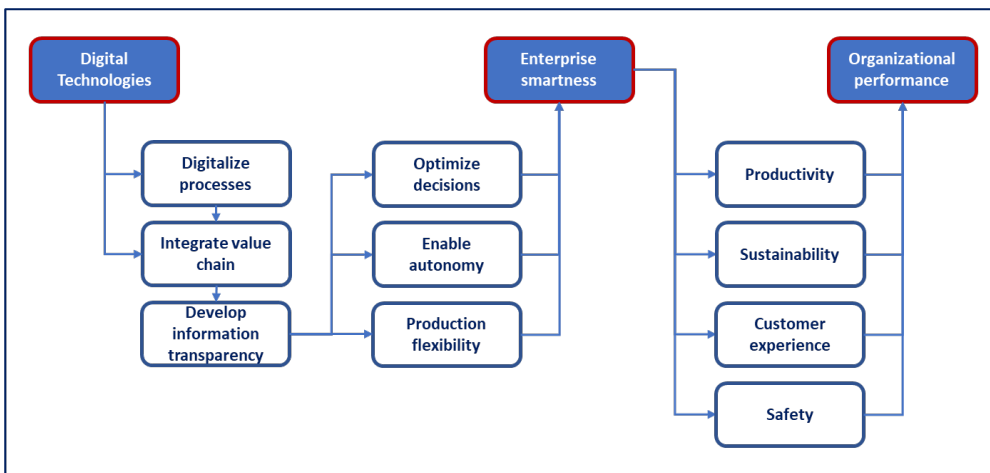 Digital
Technologies
Enterprise
smartness
Organizational
performance
Digitalize
processes
Optimize
decisions
Productivity
Integrate value
chain
Enable
autonomy
Sustainability
Develop
information
transparency
Production
flexibility
Customer
experience
Safety